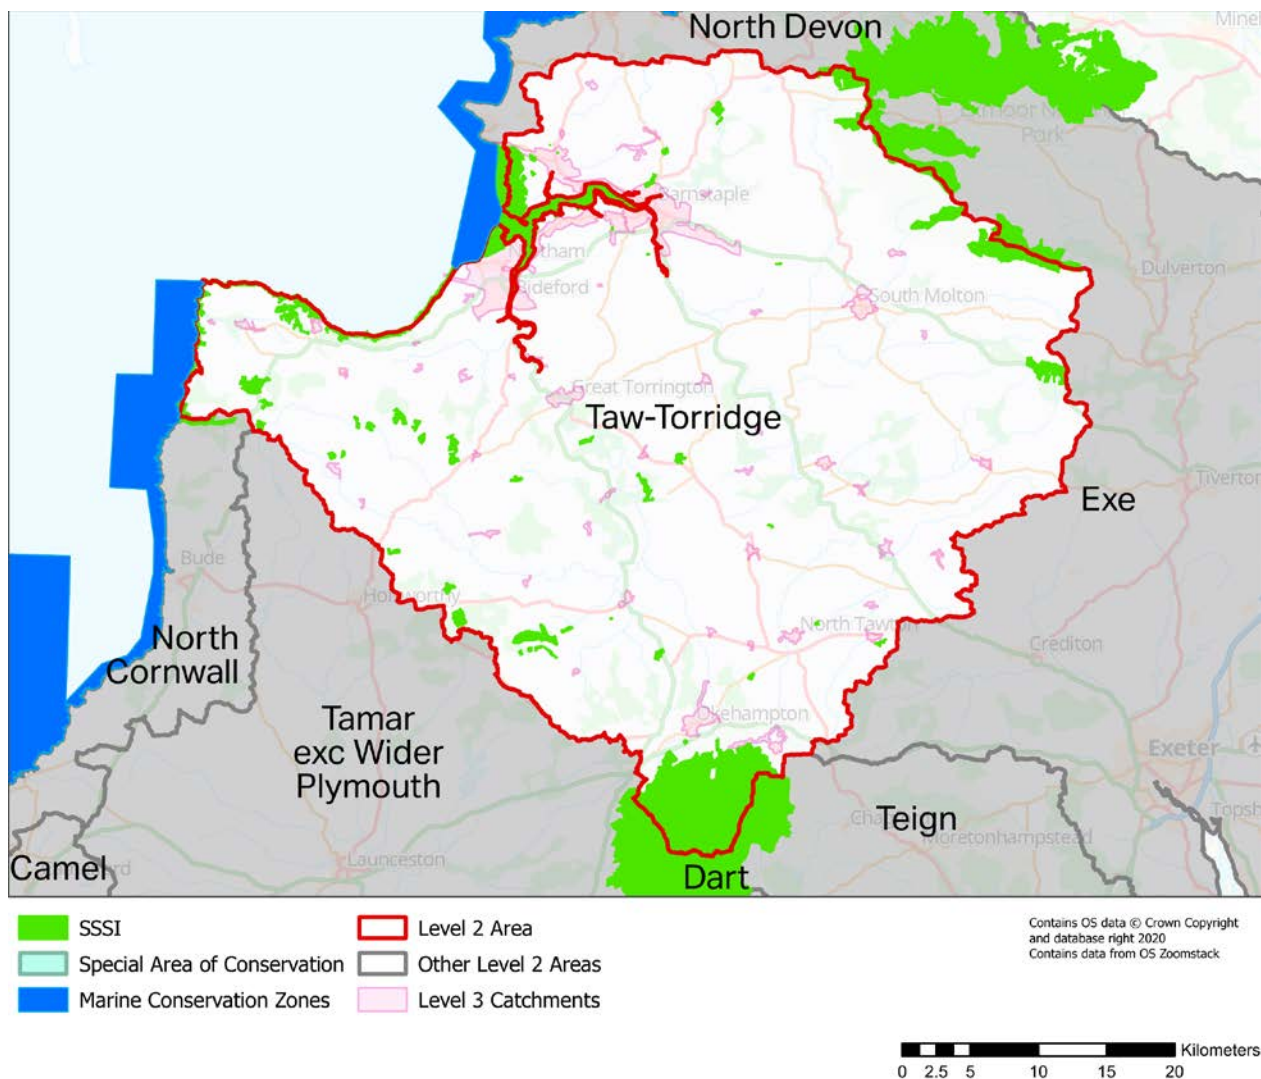 North Devon
Park
Barnstaple
Northam
Bideford
South Molton
Dulverton
Great Torrington
Taw-Torridge
Tiverton
Exe
Bude
Holsworthy
North
Cornwall
North Tawton
Crediton
Tamar
exc Wider
Plymouth
Okehampton
Exeter
Teign
Moretonhampstead
Launceston
Camel
Dart
SSSI
Special Area of Conservation
Marine Conservation Zones
Level 2 Area
Other Level 2 Areas
Level 3 Catchments
Contains OS data © Crown Copyright
and database right 2020
Contains data from OS Zoomstack
Kilometers
0 2.5 5 10 15 20